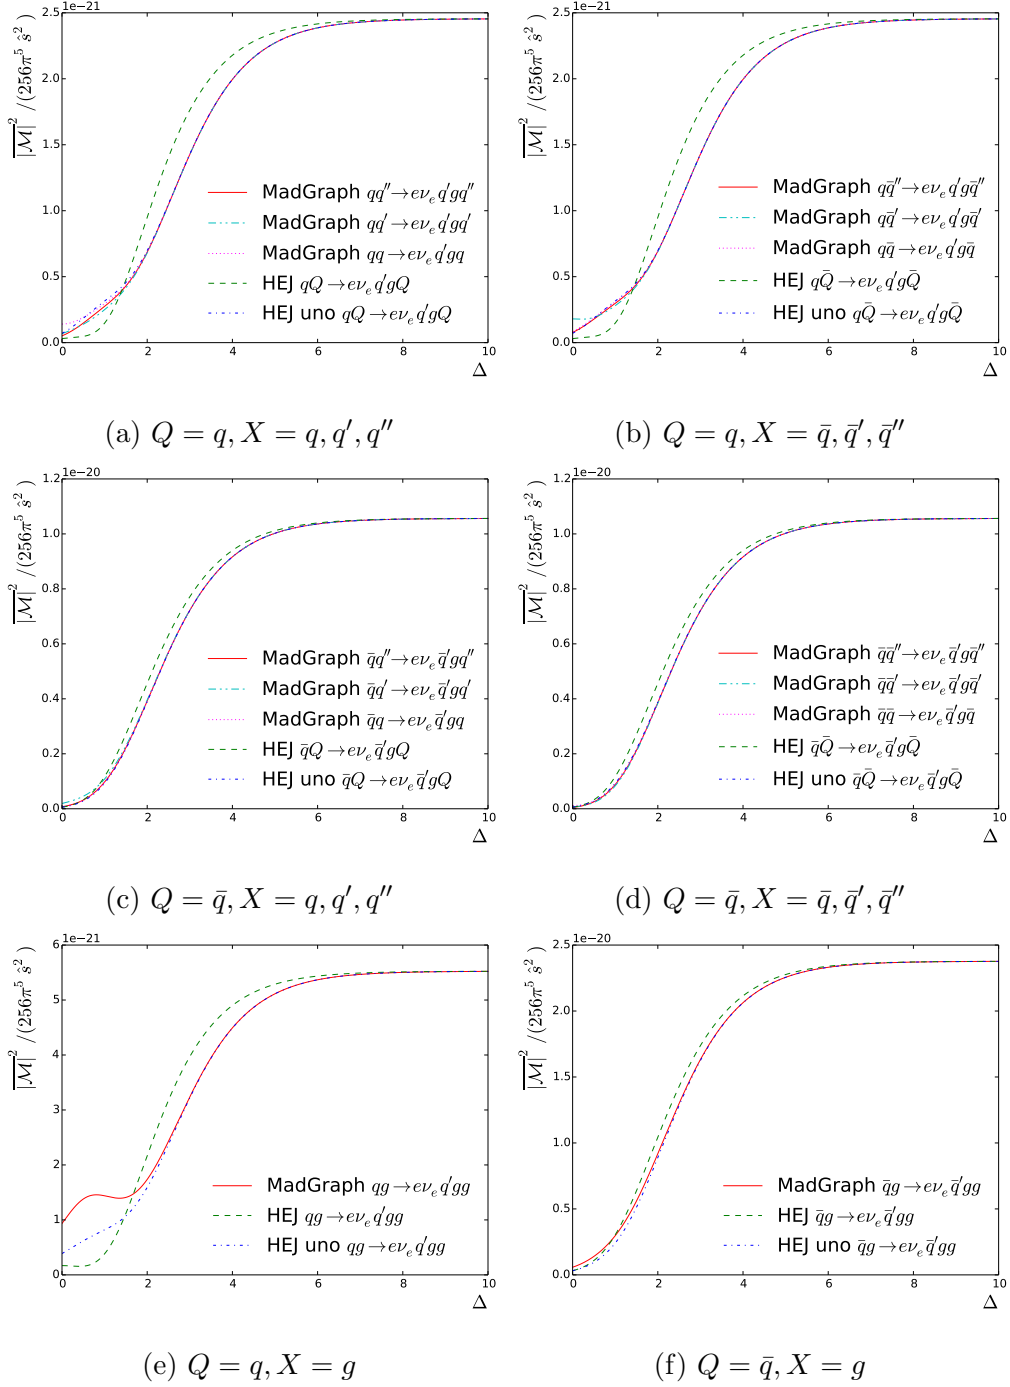 1e−21
1e−21
2.5
2.0
1.5
1.0
0.5
0.0
|M|² /(256π⁵ ŝ²)
MadGraph qq″→eν_e q′gq″
MadGraph qq′→eν_e q′gq′
MadGraph qq→eν_e q′gq
HEJ qQ→eν_e q′gQ
HEJ uno qQ→eν_e q′gQ
0 2 4 6 8 10
Δ
2.5
2.0
1.5
1.0
0.5
0.0
|M|² /(256π⁵ ŝ²)
MadGraph qq̄″→eν_e q′gq̄″
MadGraph qq̄′→eν_e q′gq̄′
MadGraph qq̄→eν_e q′gq̄
HEJ qQ̄→eν_e q′gQ̄
HEJ uno qQ̄→eν_e q′gQ̄
0 2 4 6 8 10
Δ
(a) Q = q, X = q, q′, q″
(b) Q = q, X = q̄, q̄′, q̄″
1e−20
1.2
1.0
0.8
0.6
0.4
0.2
0.0
|M|² /(256π⁵ ŝ²)
MadGraph q̄q″→eν_e q̄′gq″
MadGraph q̄q′→eν_e q̄′gq′
MadGraph q̄q→eν_e q̄′gq
HEJ q̄Q→eν_e q̄′gQ
HEJ uno q̄Q→eν_e q̄′gQ
0 2 4 6 8 10
Δ
1e−20
1.2
1.0
0.8
0.6
0.4
0.2
0.0
|M|² /(256π⁵ ŝ²)
MadGraph q̄q̄″→eν_e q̄′gq̄″
MadGraph q̄q̄′→eν_e q̄′gq̄′
MadGraph q̄q̄→eν_e q̄′gq̄
HEJ q̄Q̄→eν_e q̄′gQ̄
HEJ uno q̄Q̄→eν_e q̄′gQ̄
0 2 4 6 8 10
Δ
(c) Q = q̄, X = q, q′, q″
(d) Q = q̄, X = q̄, q̄′, q̄″
1e−21
6
5
4
3
2
1
0
|M|² /(256π⁵ ŝ²)
MadGraph qg→eν_e q′gg
HEJ qg→eν_e q′gg
HEJ uno qg→eν_e q′gg
0 2 4 6 8 10
Δ
1e−20
2.5
2.0
1.5
1.0
0.5
0.0
|M|² /(256π⁵ ŝ²)
MadGraph q̄g→eν_e q̄′gg
HEJ q̄g→eν_e q̄′gg
HEJ uno q̄g→eν_e q̄′gg
0 2 4 6 8 10
Δ
(e) Q = q, X = g
(f) Q = q̄, X = g